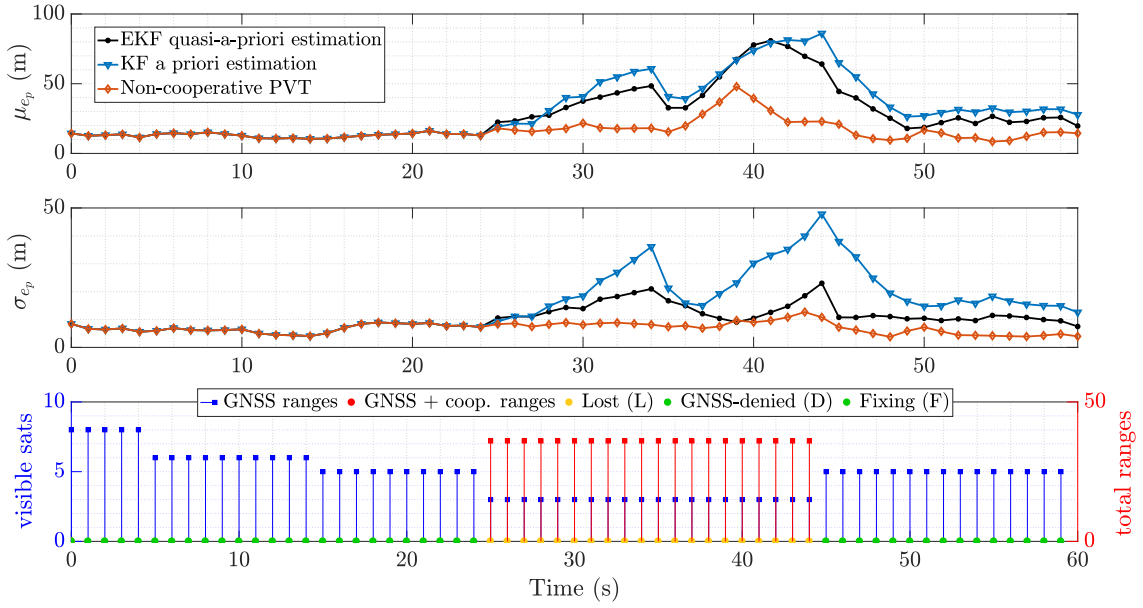 100
50
0
μ_{e_p} (m)
EKF quasi-a-priori estimation
KF a priori estimation
Non-cooperative PVT
0 10 20 30 40 50
50
0
σ_{e_p} (m)
0 10 20 30 40 50
GNSS ranges GNSS + coop. ranges Lost (L) GNSS-denied (D) Fixing (F)
10
5
0
visible sats
50
0
total ranges
0 10 20 30 40 50 60
Time (s)